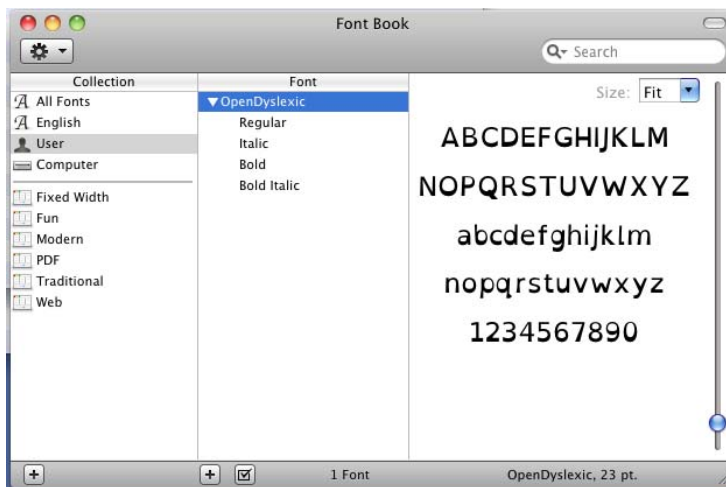 Font Book
Search
Collection
All Fonts
English
User
Computer
Fixed Width
Fun
Modern
PDF
Traditional
Web
Font
OpenDyslexic
Regular
Italic
Bold
Bold Italic
Size: Fit
ABCDEFGHIJKLM
NOPQRSTUVWXYZ
abcdefghijklm
nopqrstuvwxyz
1234567890
1 Font
OpenDyslexic, 23 pt.